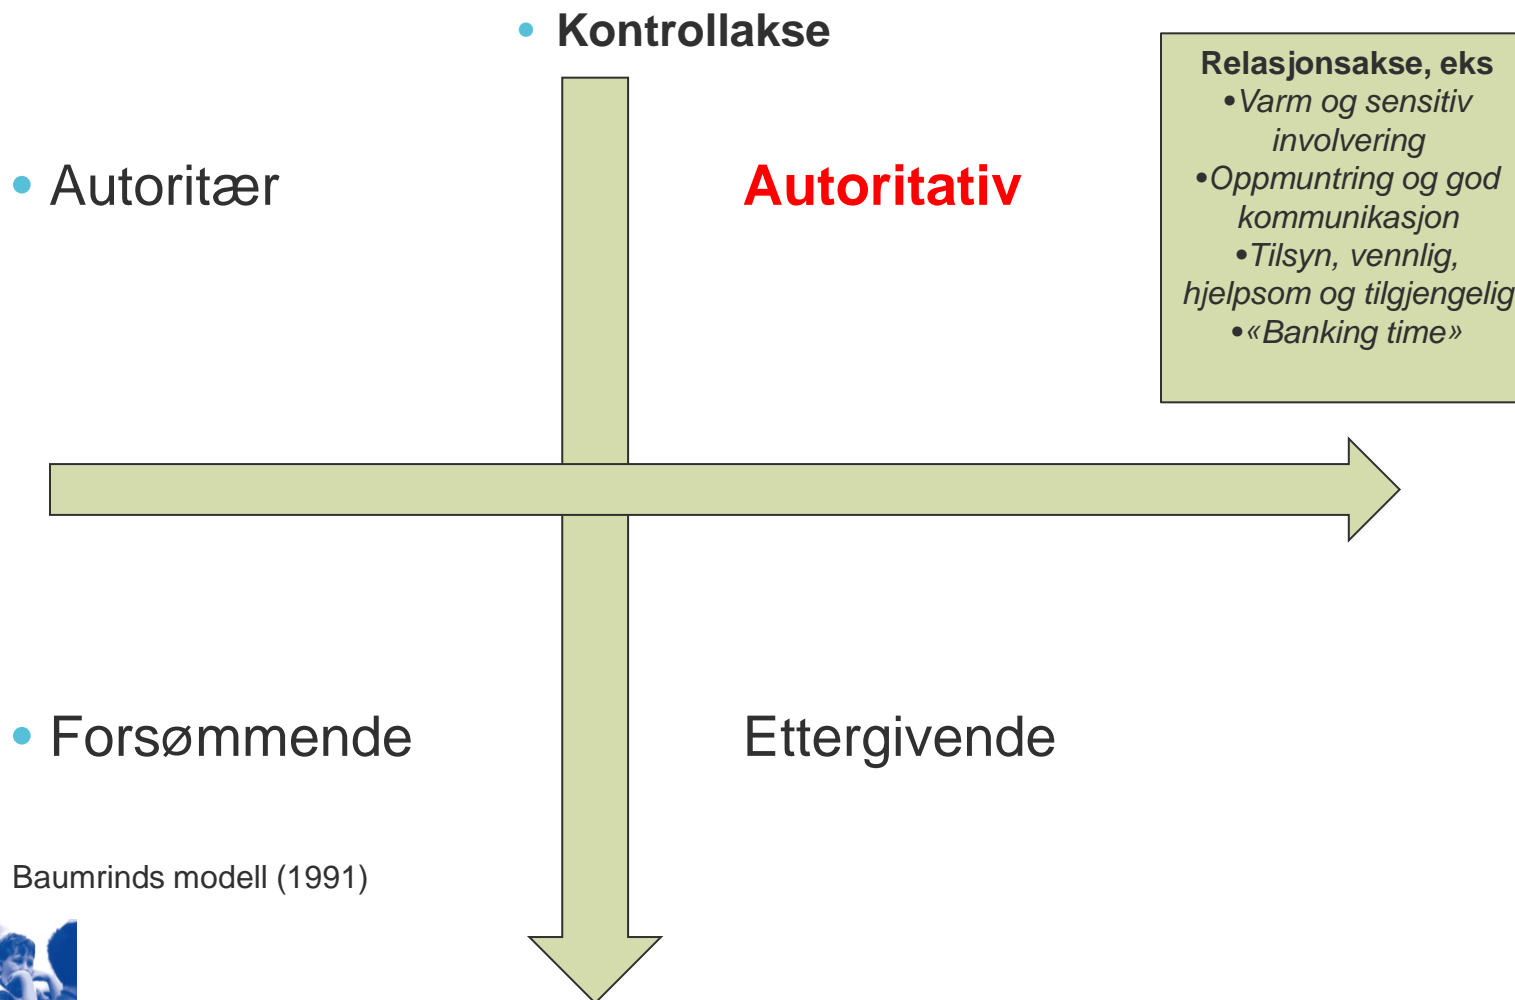 • Kontrollakse
Relasjonsakse, eks
•Varm og sensitiv
involvering
•Oppmuntring og god
kommunikasjon
•Tilsyn, vennlig,
hjelpsom og tilgjengelig
•«Banking time»
• Autoritær
Autoritativ
• Forsømmende
Ettergivende
Baumrinds modell (1991)